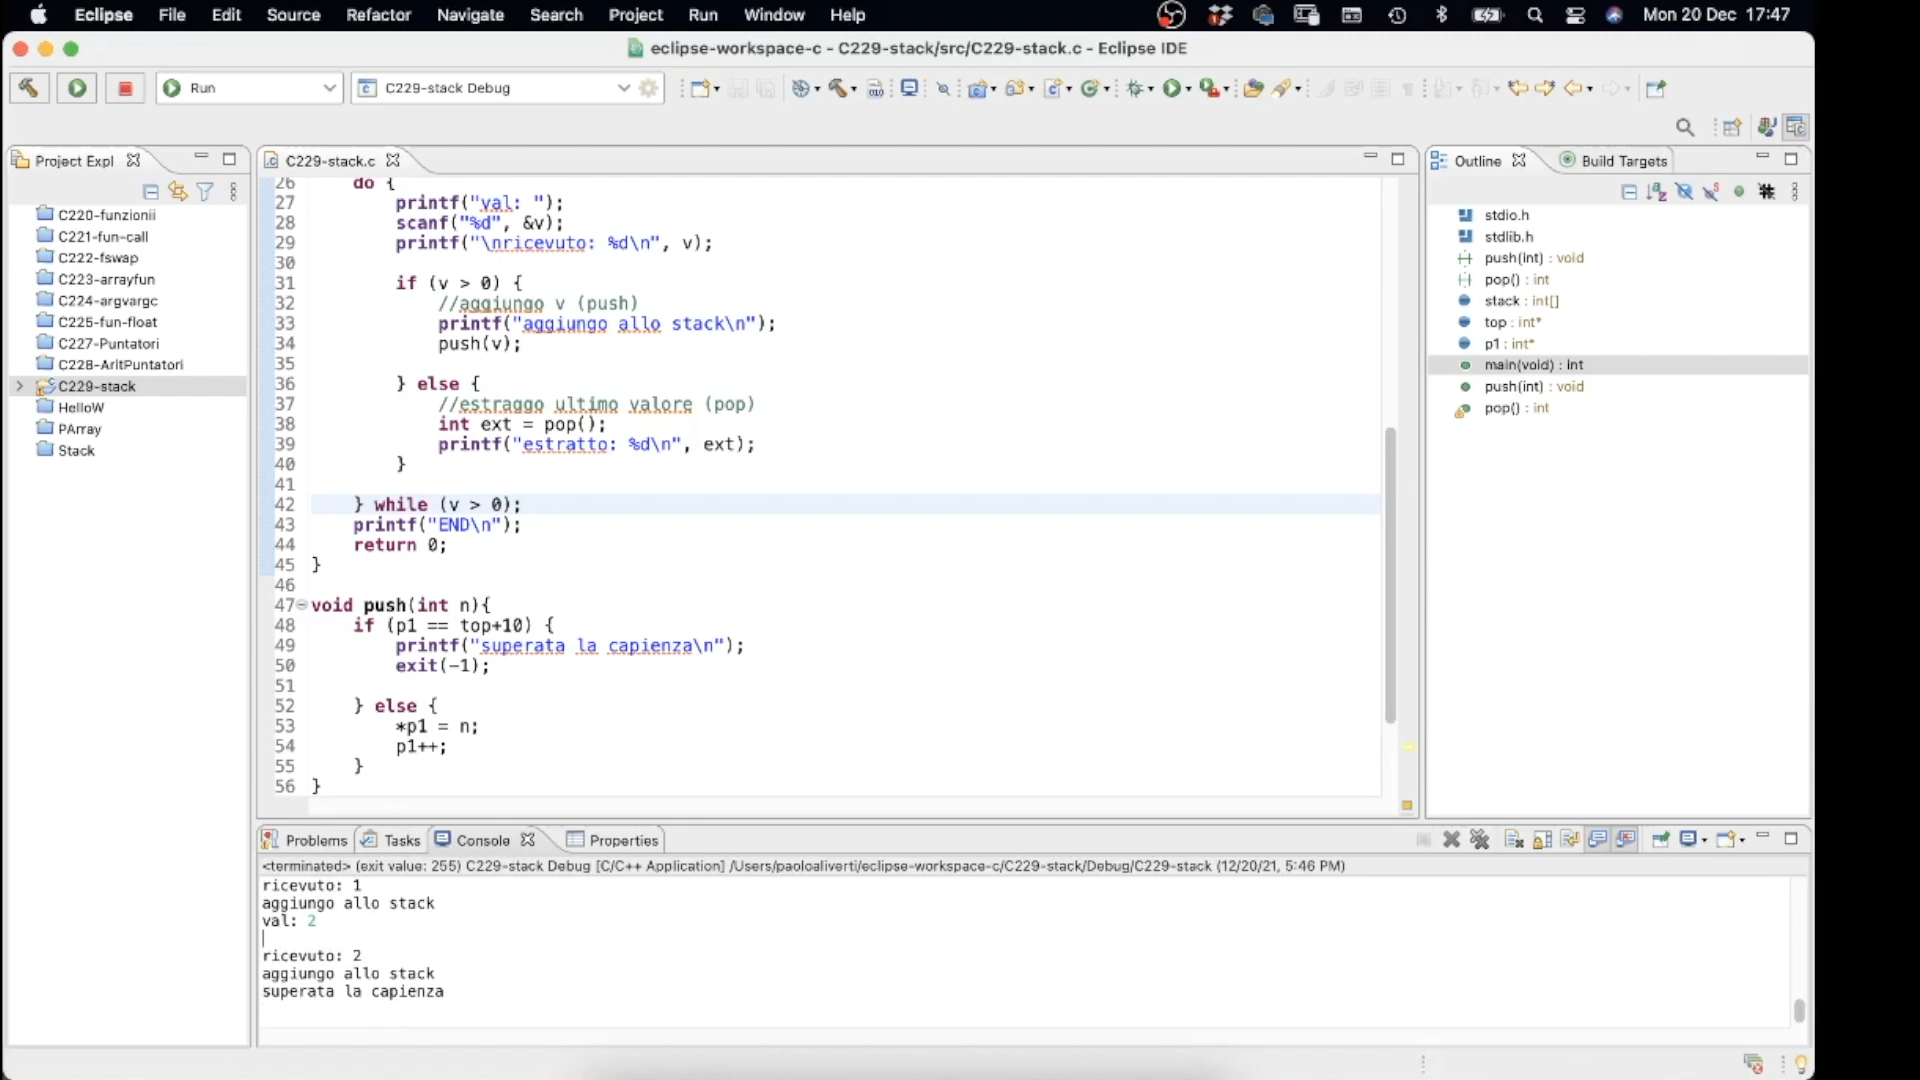 Eclipse File Edit Source Refactor Navigate Search Project Run Window Help Mon 20 Dec 17:47
eclipse-workspace-c - C229-stack/src/C229-stack.c - Eclipse IDE
Run
C229-stack Debug
Project Expl
C220-funzionii
C221-fun-call
C222-fswap
C223-arrayfun
C224-argvargc
C225-fun-float
C227-Puntatori
C228-AritPuntatori
C229-stack
HelloW
PArray
Stack
C229-stack.c
26 do {
27 printf("val: ");
28 scanf("%d", &v);
29 printf("\nricevuto: %d\n", v);
30
31 if (v > 0) {
32 //aggiungo v (push)
33 printf("aggiungo allo stack\n");
34 push(v);
35
36 } else {
37 //estraggo ultimo valore (pop)
38 int ext = pop();
39 printf("estratto: %d\n", ext);
40 }
41
42 } while (v > 0);
43 printf("END\n");
44 return 0;
45 }
46
47 void push(int n){
48 if (p1 == top+10) {
49 printf("superata la capienza\n");
50 exit(-1);
51
52 } else {
53 *p1 = n;
54 p1++;
55 }
56 }
Outline Build Targets
stdio.h
stdlib.h
push(int) : void
pop() : int
stack : int[]
top : int*
p1 : int*
main(void) : int
push(int) : void
pop() : int
Problems Tasks Console Properties
<terminated> (exit value: 255) C229-stack Debug [C/C++ Application] /Users/paoloaliverti/eclipse-workspace-c/C229-stack/Debug/C229-stack (12/20/21, 5:46 PM)
ricevuto: 1
aggiungo allo stack
val: 2
ricevuto: 2
aggiungo allo stack
superata la capienza